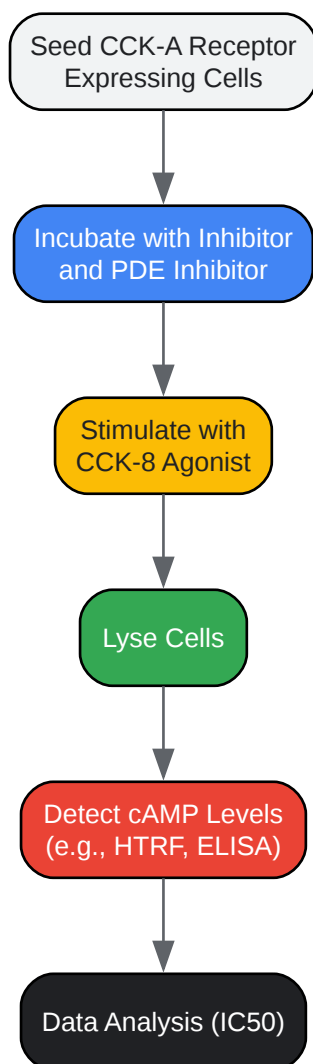 Seed CCK-A Receptor
Expressing Cells
Incubate with Inhibitor
and PDE Inhibitor
Stimulate with
CCK-8 Agonist
Lyse Cells
Detect cAMP Levels
(e.g., HTRF, ELISA)
Data Analysis (IC50)